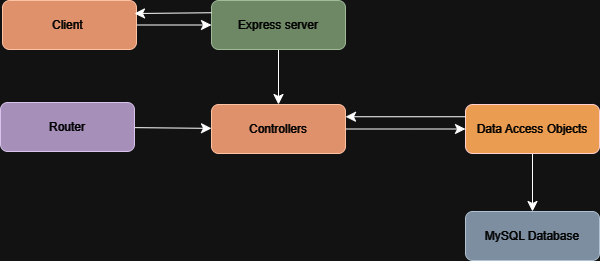 Client
Express server
Router
Controllers
Data Access Objects
MySQL Database